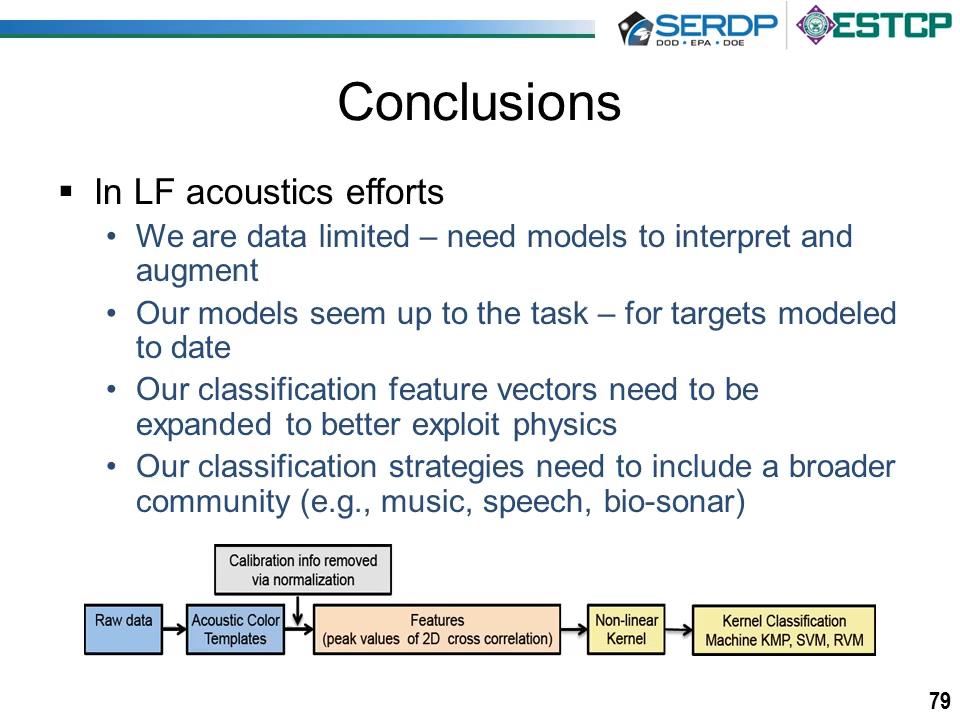 SERDP
DOD • EPA • DOE
ESTCP
Conclusions
▪ In LF acoustics efforts
• We are data limited – need models to interpret and
augment
• Our models seem up to the task – for targets modeled
to date
• Our classification feature vectors need to be
expanded to better exploit physics
• Our classification strategies need to include a broader
community (e.g., music, speech, bio-sonar)
Calibration info removed
via normalization
Raw data
Acoustic Color
Templates
Features
(peak values of 2D cross correlation)
Non-linear
Kernel
Kernel Classification
Machine KMP, SVM, RVM
79